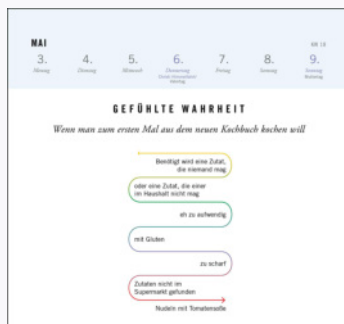 MAI
3. 4. 5. 6. 7. 8. 9.
Montag Dienstag Mittwoch Donnerstag Freitag Samstag Sonntag
GEFÜHLTE WAHRHEIT
Wenn man zum ersten Mal aus dem neuen Kochbuch kochen will
Benötigt wird eine Zutat,
die niemand mag
oder eine Zutat, die einer
im Haushalt nicht mag
eh zu aufwendig
mit Gluten
zu scharf
Zutaten nicht im
Supermarkt gefunden
Nudeln mit Tomatensoße